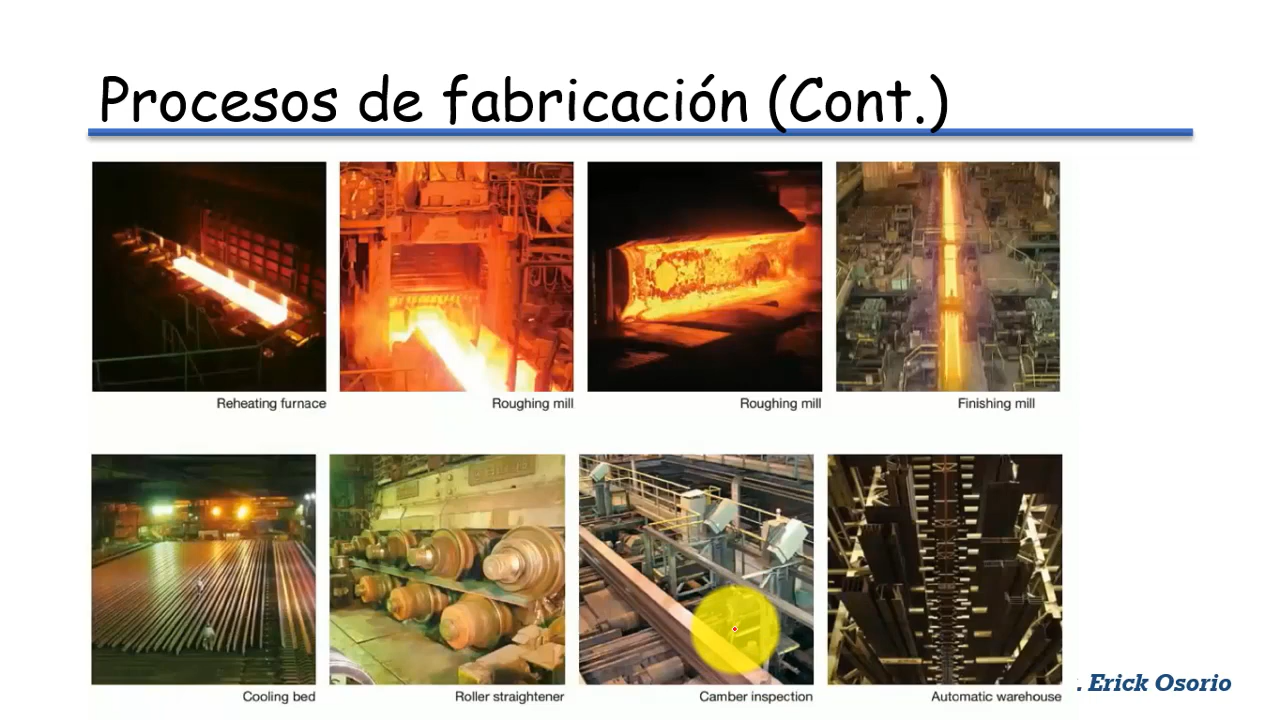 Procesos de fabricación (Cont.)
Reheating furnace
Roughing mill
Roughing mill
Finishing mill
Cooling bed
Roller straightener
Camber inspection
Automatic warehouse
. Erick Osorio